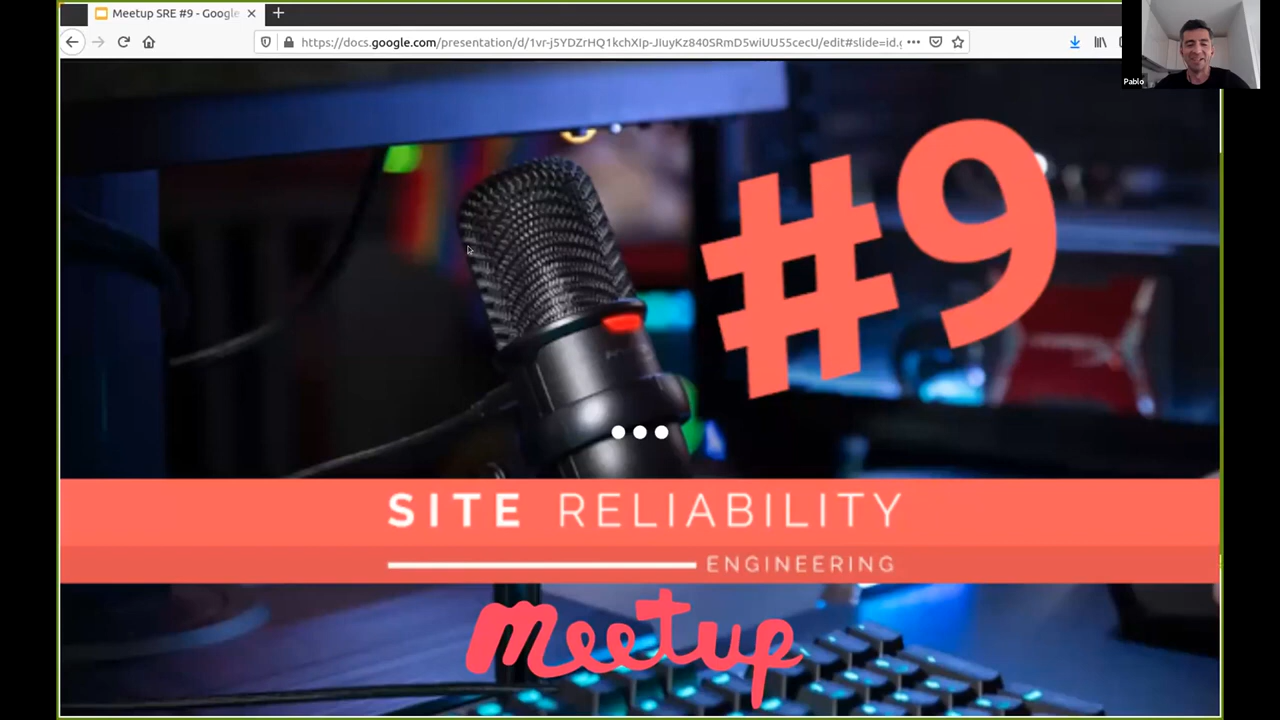 Meetup SRE #9 - Google
https://docs.google.com/presentation/d/1vr-j5YDZrHQ1kchXIp-JIuyKz840SRmD5wiUU55cecU/edit#slide=id.g
Pablo
#9
SITE RELIABILITY
ENGINEERING
meetup